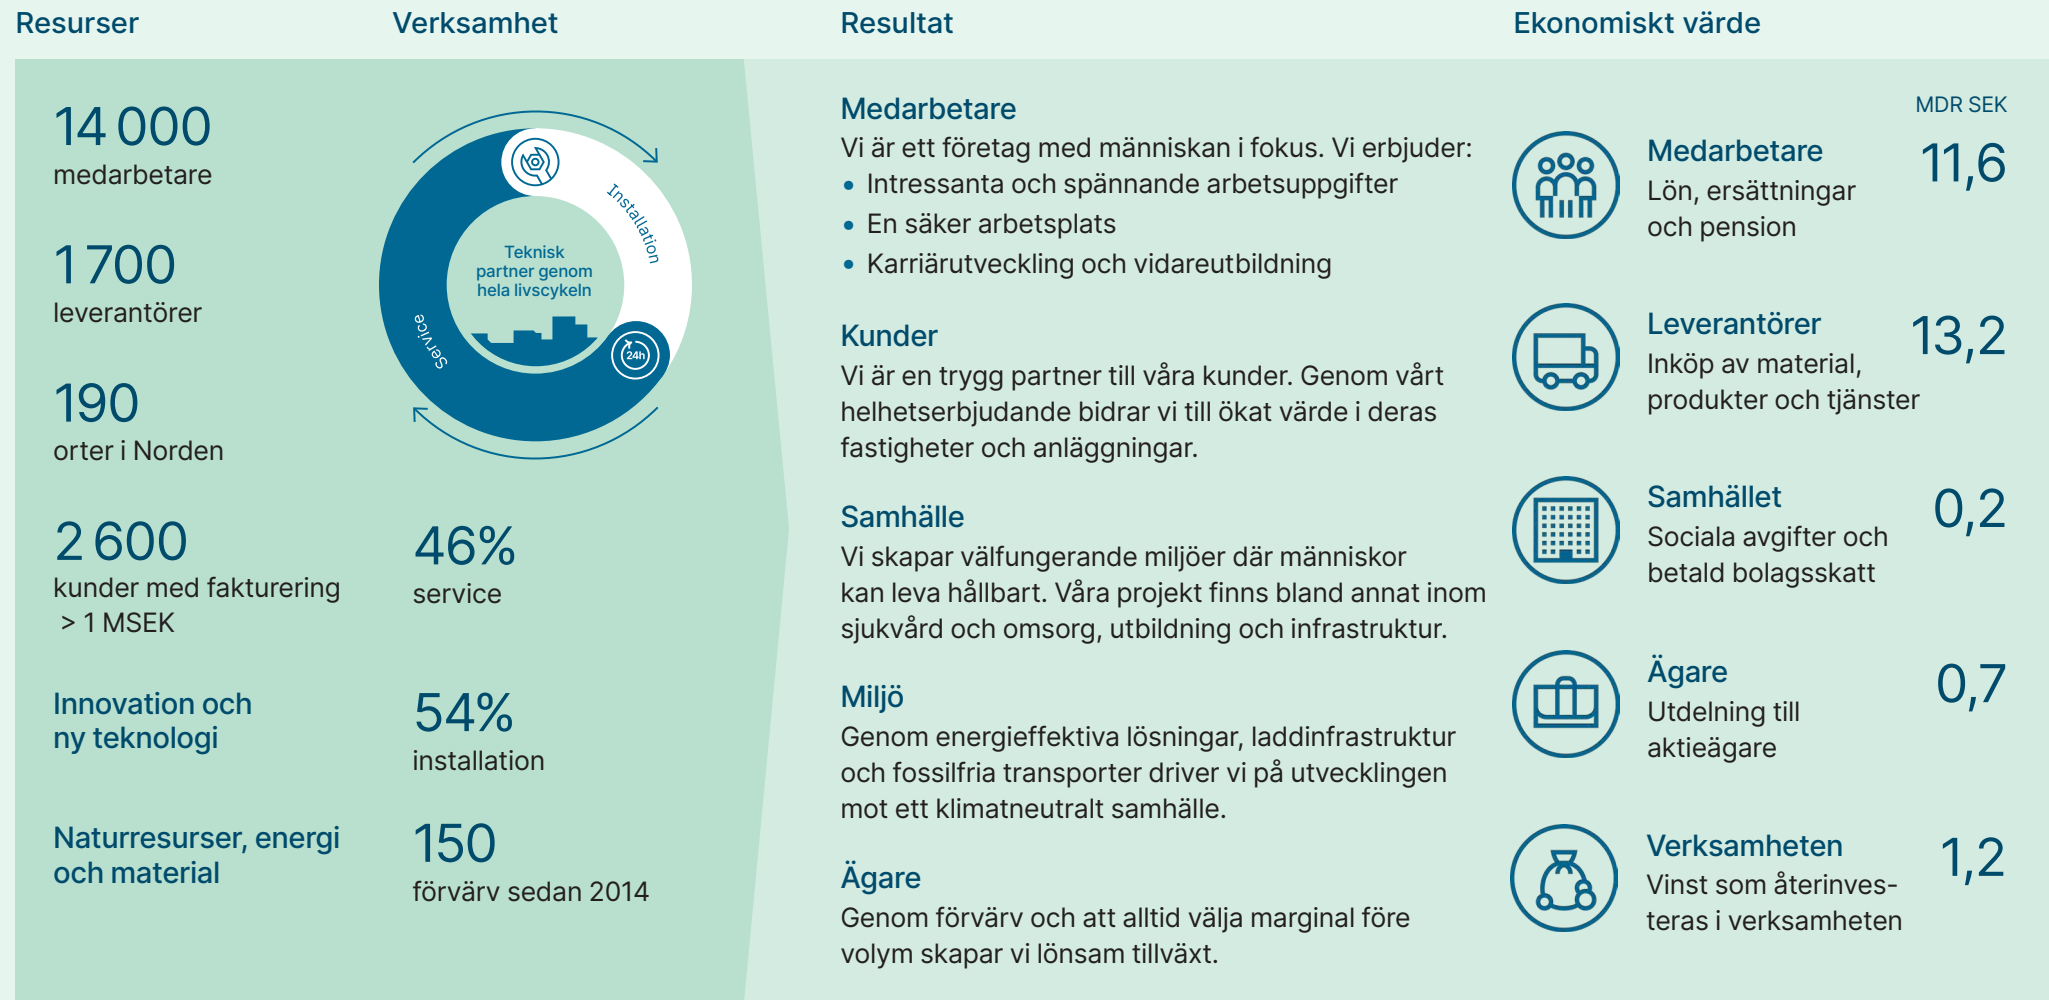 Resurser
Verksamhet
Resultat
Ekonomiskt värde
14 000
medarbetare
1 700
leverantörer
190
orter i Norden
2 600
kunder med fakturering
> 1 MSEK
Innovation och
ny teknologi
Naturresurser, energi
och material
Installation
Teknisk
partner genom
hela livscykeln
Service
24h
46%
service
54%
installation
150
förvärv sedan 2014
Medarbetare
Vi är ett företag med människan i fokus. Vi erbjuder:
• Intressanta och spännande arbetsuppgifter
• En säker arbetsplats
• Karriärutveckling och vidareutbildning
Kunder
Vi är en trygg partner till våra kunder. Genom vårt
helhetserbjudande bidrar vi till ökat värde i deras
fastigheter och anläggningar.
Samhälle
Vi skapar välfungerande miljöer där människor
kan leva hållbart. Våra projekt finns bland annat inom
sjukvård och omsorg, utbildning och infrastruktur.
Miljö
Genom energieffektiva lösningar, laddinfrastruktur
och fossilfria transporter driver vi på utvecklingen
mot ett klimatneutralt samhälle.
Ägare
Genom förvärv och att alltid välja marginal före
volym skapar vi lönsam tillväxt.
MDR SEK
Medarbetare
Lön, ersättningar
och pension
11,6
Leverantörer
Inköp av material,
produkter och tjänster
13,2
Samhället
Sociala avgifter och
betald bolagsskatt
0,2
Ägare
Utdelning till
aktieägare
0,7
Verksamheten
Vinst som återinves-
teras i verksamheten
1,2